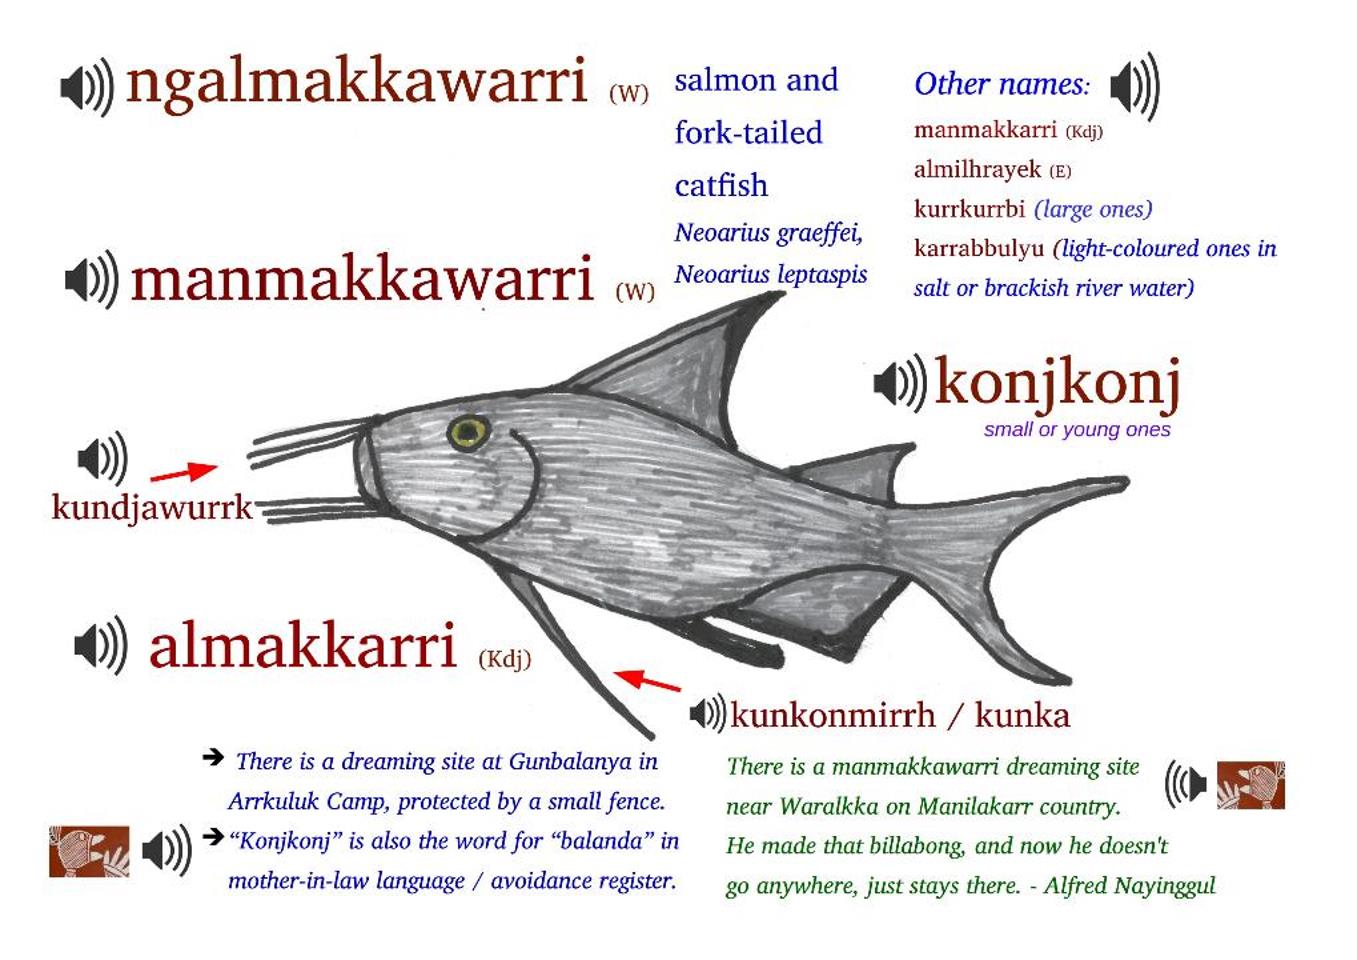 ngalmakkawarri (W)
salmon and
fork-tailed
catfish
Neoarius graeffei,
Neoarius leptaspis
Other names:
manmakkarri (Kdj)
almilhrayek (E)
kurrkurrbi (large ones)
karrabbulyu (light-coloured ones in
salt or brackish river water)
manmakkawarri (W)
konjkonj
small or young ones
kundjawurrk
almakkarri (Kdj)
kunkonmirrh / kunka
➔ There is a dreaming site at Gunbalanya in
Arrkuluk Camp, protected by a small fence.
➔ “Konjkonj” is also the word for “balanda” in
mother-in-law language / avoidance register.
There is a manmakkawarri dreaming site
near Waralkka on Manilakarr country.
He made that billabong, and now he doesn't
go anywhere, just stays there. - Alfred Nayinggul